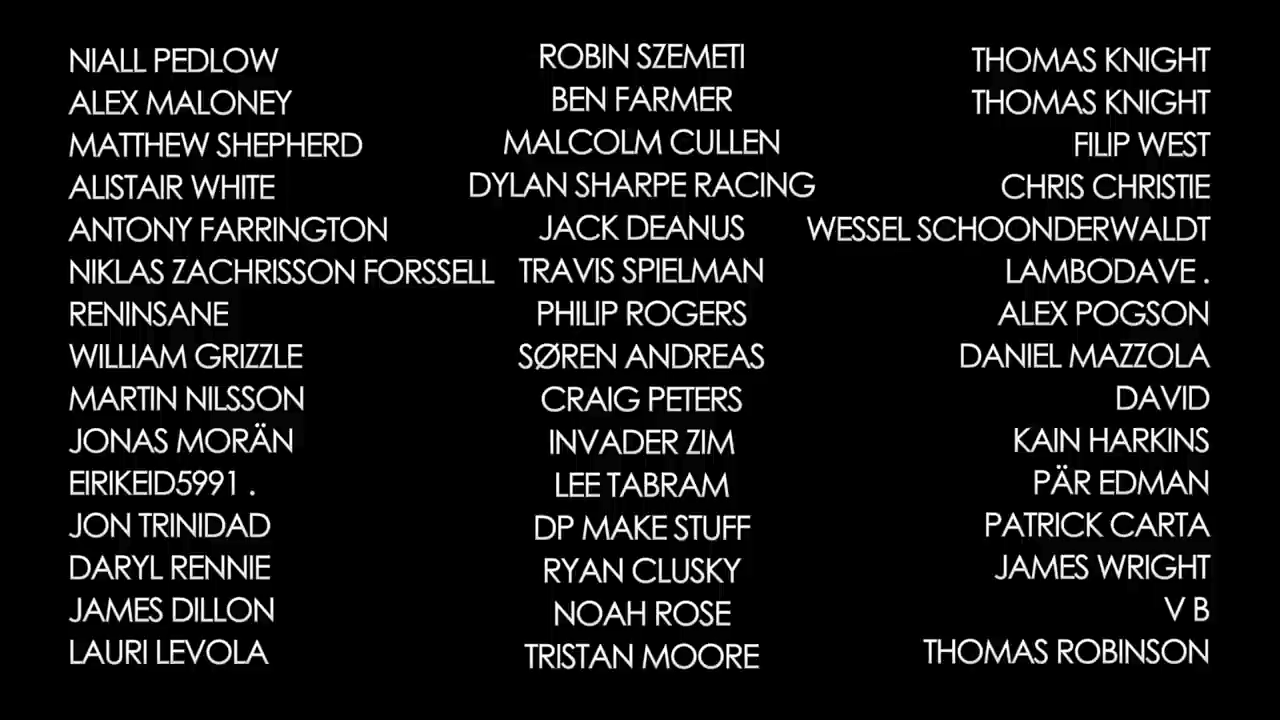 NIALL PEDLOW
ALEX MALONEY
MATTHEW SHEPHERD
ALISTAIR WHITE
ANTONY FARRINGTON
NIKLAS ZACHRISSON FORSSELL
RENINSANE
WILLIAM GRIZZLE
MARTIN NILSSON
JONAS MORÄN
EIRIKEID5991 .
JON TRINIDAD
DARYL RENNIE
JAMES DILLON
LAURI LEVOLA
ROBIN SZEMETI
BEN FARMER
MALCOLM CULLEN
DYLAN SHARPE RACING
JACK DEANUS
TRAVIS SPIELMAN
PHILIP ROGERS
SØREN ANDREAS
CRAIG PETERS
INVADER ZIM
LEE TABRAM
DP MAKE STUFF
RYAN CLUSKY
NOAH ROSE
TRISTAN MOORE
THOMAS KNIGHT
THOMAS KNIGHT
FILIP WEST
CHRIS CHRISTIE
WESSEL SCHOONDERWALDT
LAMBODAVE .
ALEX POGSON
DANIEL MAZZOLA
DAVID
KAIN HARKINS
PÄR EDMAN
PATRICK CARTA
JAMES WRIGHT
V B
THOMAS ROBINSON